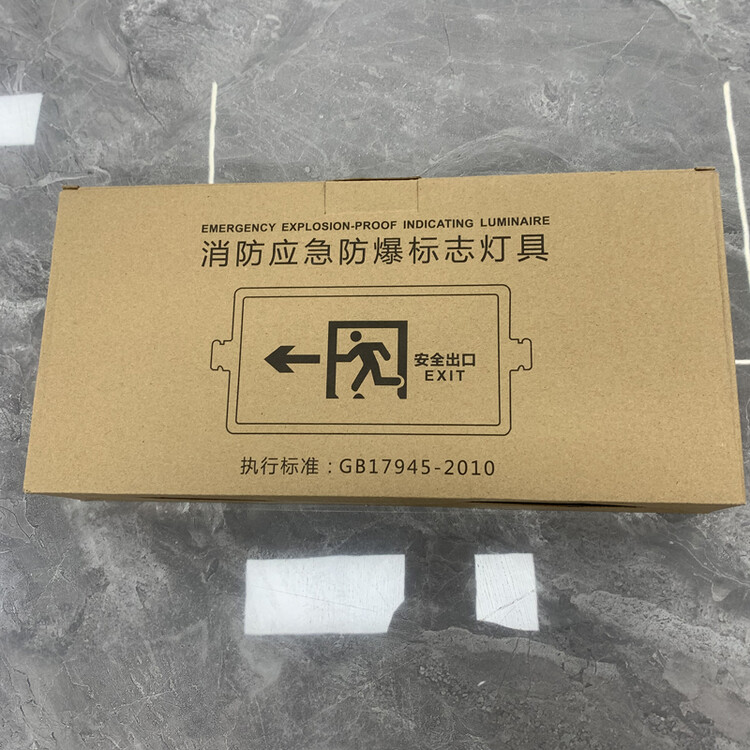 EMERGENCY EXPLOSION-PROOF INDICATING LUMINAIRE
消防应急防爆标志灯具
安全出口
EXIT
执行标准：GB17945-2010